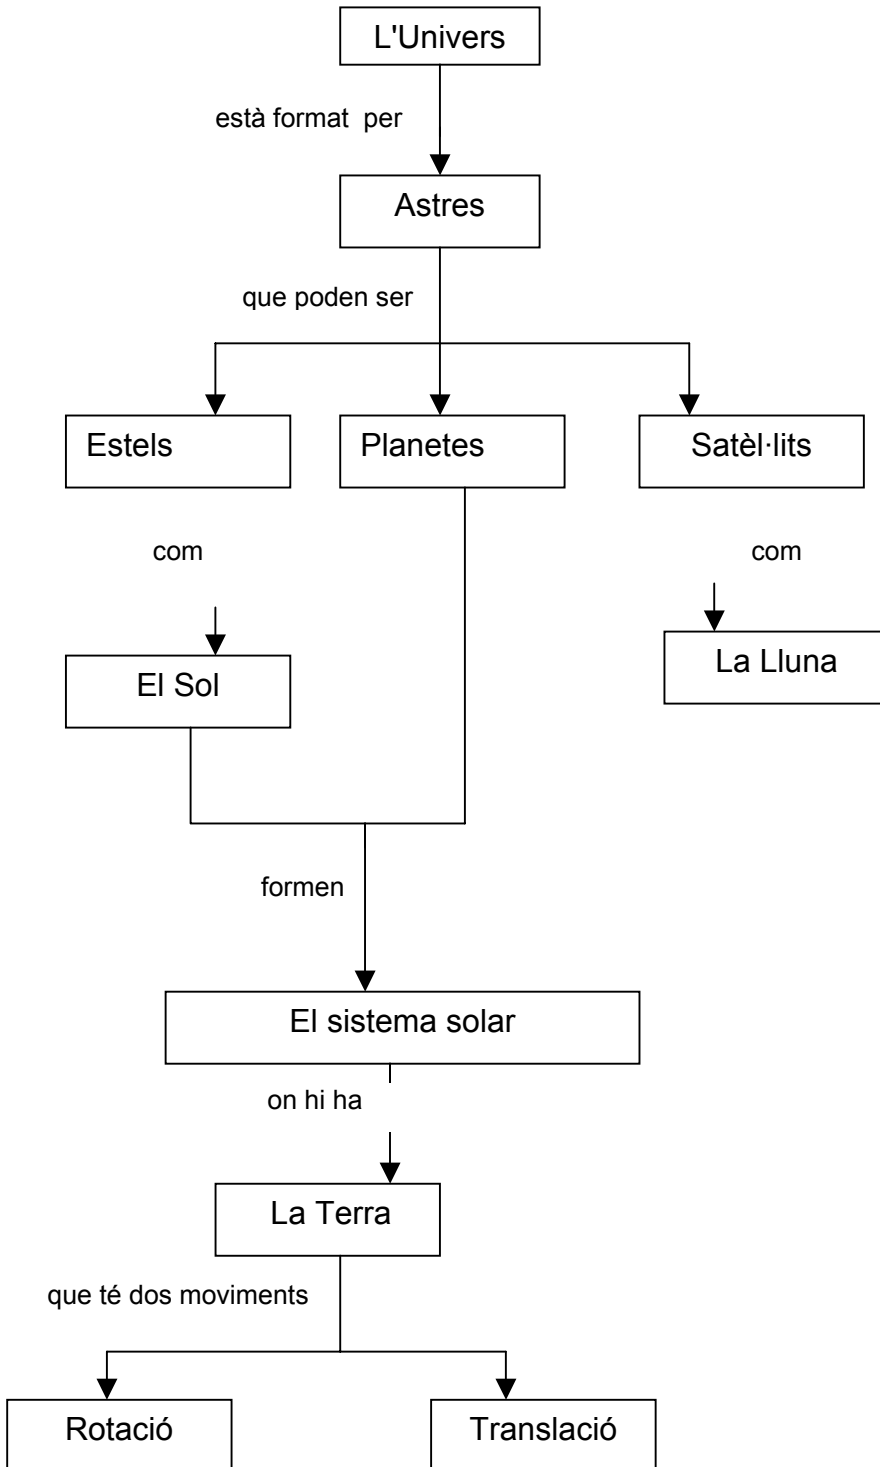 L'Univers
està format  per
Astres
que poden ser
Estels
Planetes
Satèl·lits
com
com
El Sol
La Lluna
formen
El sistema solar
on hi ha
La Terra
que té dos moviments
Rotació
Translació